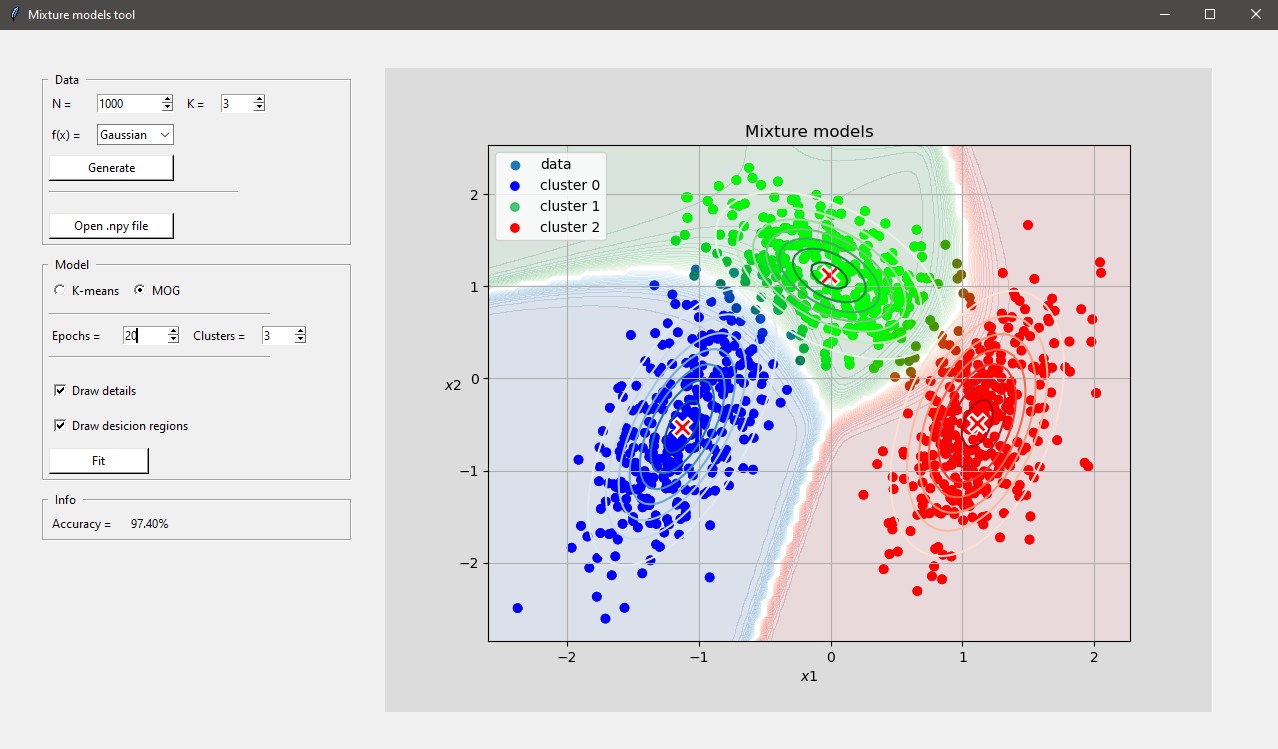 Mixture models tool
Data
N = 1000 K = 3
f(x) = Gaussian
Generate
Open .npy file
Model
K-means MOG
Epochs = 20 Clusters = 3
Draw details
Draw desicion regions
Fit
Info
Accuracy = 97.40%
Mixture models
data
cluster 0
cluster 1
cluster 2
2
1
0
−1
−2
x2
−2 −1 0 1 2
x1